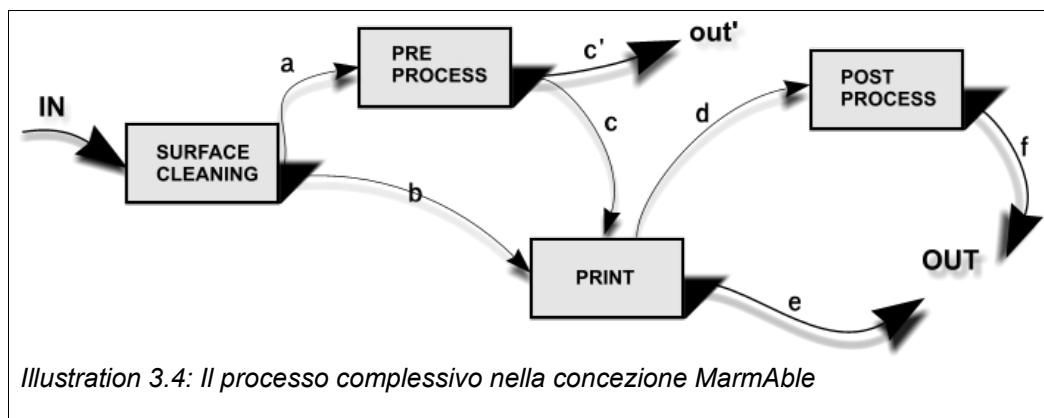 out'
c'
PRE
PROCESS
a
POST
PROCESS
IN
d
c
f
SURFACE
CLEANING
b
OUT
PRINT
e
Illustration 3.4: Il processo complessivo nella concezione MarmAble